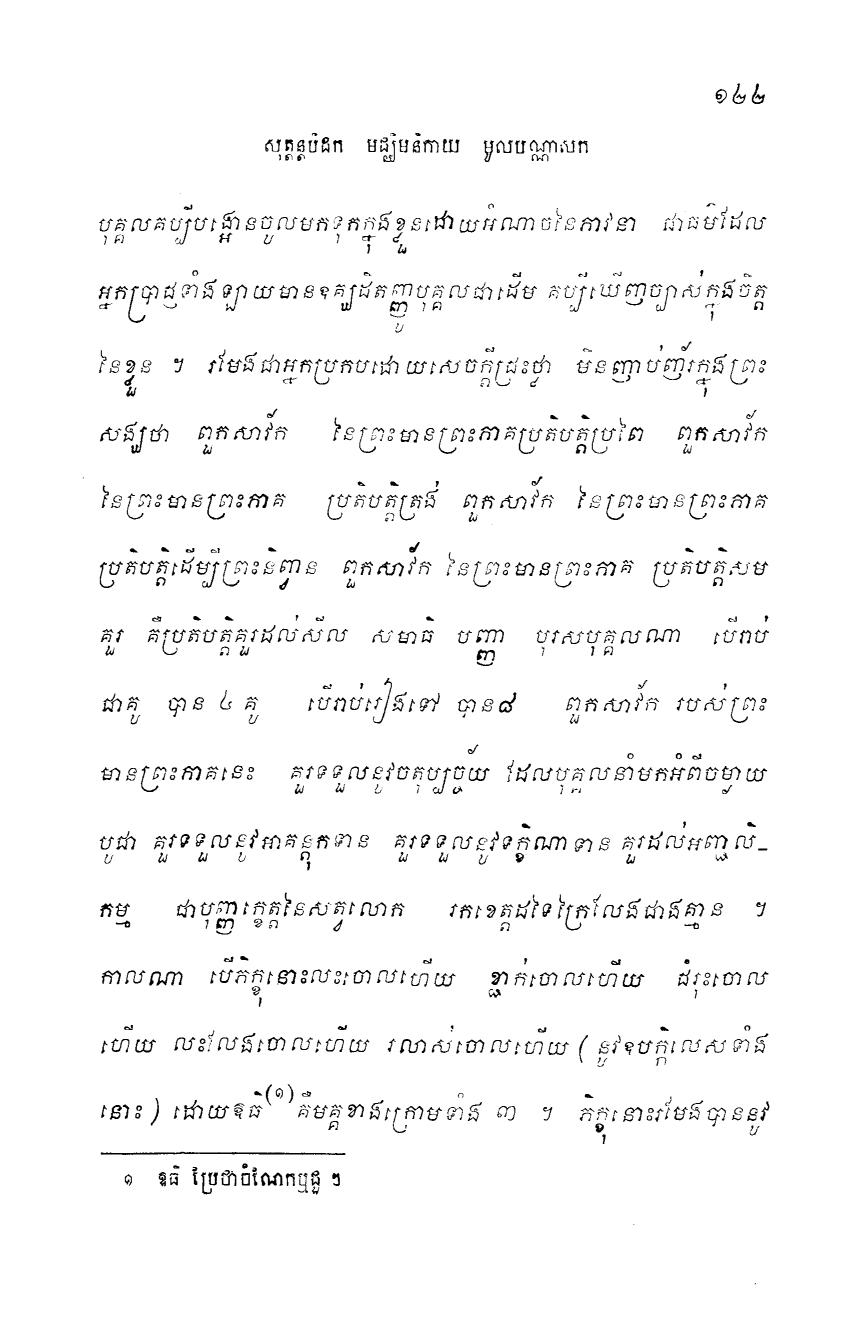 ១៤៤
សុត្តន្តបិដក មជ្ឈិមនិកាយ មូលបណ្ណាសក
បុគ្គលគប្បីបង្អោនចូលមកទុកក្នុងខ្លួនដោយអំណាចនៃភាវនា ជាធម៌ដែល
អ្នកប្រាជ្ញទាំងឡាយមានឧគ្ឃដិតញ្ញូបុគ្គលជាដើម គប្បីឃើញច្បាស់ក្នុងចិត្ត
នៃខ្លួន ។ រមែងជាអ្នកប្រកបដោយសេចក្តីជ្រះថ្លា មិនញាប់ញ័រក្នុងព្រះ
សង្ឃថា ពួកសាវ័ក នៃព្រះមានព្រះភាគប្រតិបត្តិប្រពៃ ពួកសាវ័ក
នៃព្រះមានព្រះភាគ ប្រតិបត្តិត្រង់ ពួកសាវ័ក នៃព្រះមានព្រះភាគ
ប្រតិបត្តិដើម្បីព្រះនិព្វាន ពួកសាវ័ក នៃព្រះមានព្រះភាគ ប្រតិបត្តិសម
គួរ គឺប្រតិបត្តិគួរដល់សីល សមាធិ បញ្ញា បុរសបុគ្គលណា បើរាប់
ជាគូ បាន ៤ គូ បើរាប់រៀងទៅ បាន៨ ពួកសាវ័ក របស់ព្រះ
មានព្រះភាគនេះ គួរទទួលនូវចតុប្បច្ច័យ ដែលបុគ្គលនាំមកអំពីចម្ងាយ
បូជា គួរទទួលនូវអាគន្តុកទាន គួរទទួលនូវទក្ខិណាទាន គួរដល់អញ្ជលិ-
កម្ម ជាបុញ្ញក្ខេត្តនៃសត្វលោក រកខេត្តដទៃក្រៃលែងជាងគ្មាន ។
កាលណា បើភិក្ខុនោះលះចោលហើយ ខ្ជាក់ចោលហើយ ដំរុះចោល
ហើយ លះលែងចោលហើយ រលាស់ចោលហើយ ( នូវឧបក្កិលេសទាំង
នោះ ) ដោយឱធិ(១) គឺមគ្គខាងក្រោមទាំង ៣ ។ ភិក្ខុនោះរមែងបាននូវ
១ ឱធិ ប្រែថាចំណែកឬដួ ៗ